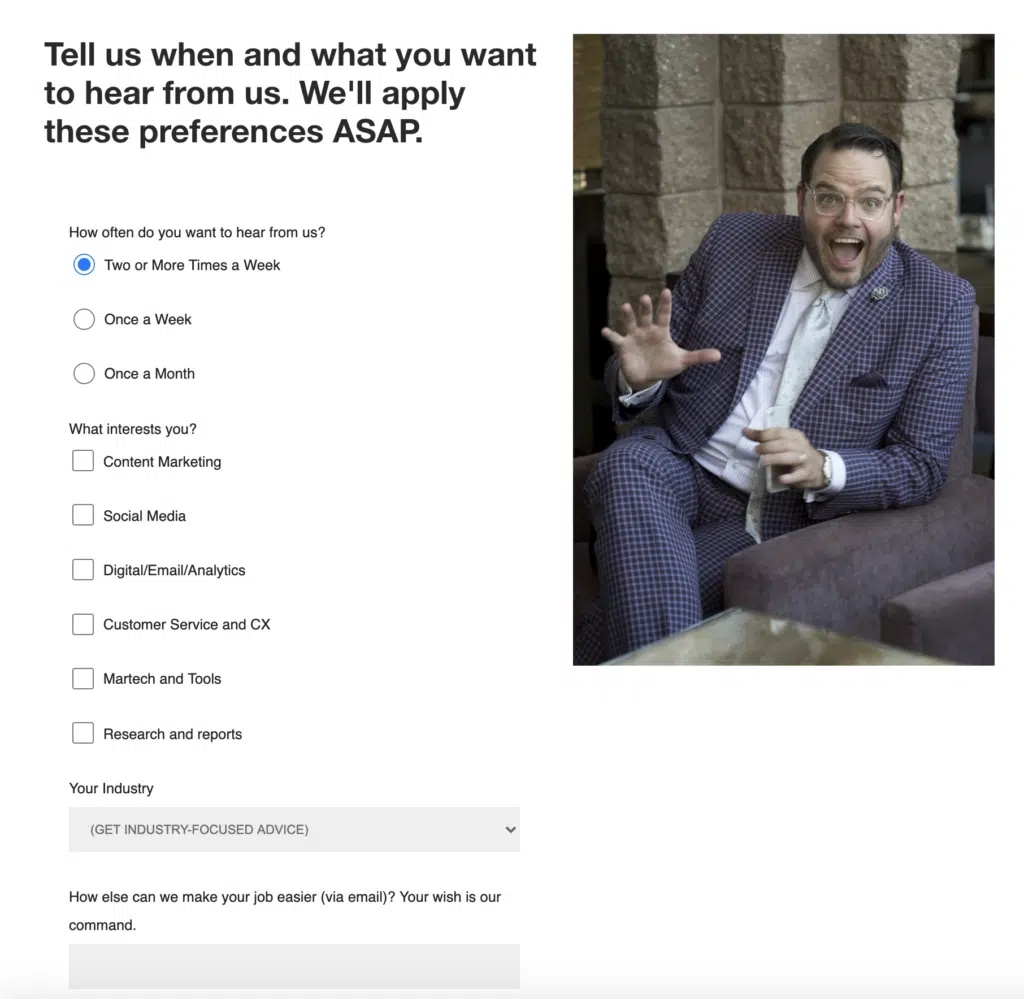 Tell us when and what you want
to hear from us. We'll apply
these preferences ASAP.
How often do you want to hear from us?
Two or More Times a Week
Once a Week
Once a Month
What interests you?
Content Marketing
Social Media
Digital/Email/Analytics
Customer Service and CX
Martech and Tools
Research and reports
Your Industry
(GET INDUSTRY-FOCUSED ADVICE)
How else can we make your job easier (via email)? Your wish is our
command.